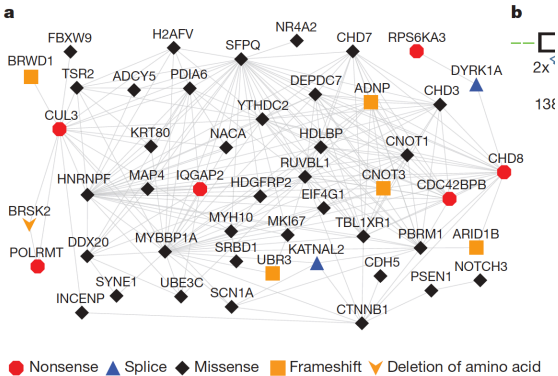 a
b
FBXW9
H2AFV
NR4A2
CHD7
RPS6KA3
BRWD1
SFPQ
TSR2
ADCY5
PDIA6
DEPDC7
ADNP
DYRK1A
2x
CHD3
138
CUL3
YTHDC2
KRT80
NACA
HDLBP
CNOT1
CHD8
RUVBL1
HNRNPF
MAP4
IQGAP2
HDGFRP2
CNOT3
CDC42BPB
EIF4G1
BRSK2
MYH10
MKI67
TBL1XR1
POLRMT
DDX20
MYBBP1A
SRBD1
KATNAL2
PBRM1
ARID1B
UBR3
CDH5
NOTCH3
SYNE1
UBE3C
PSEN1
INCENP
SCN1A
CTNNB1
Nonsense
Splice
Missense
Frameshift
Deletion of amino acid